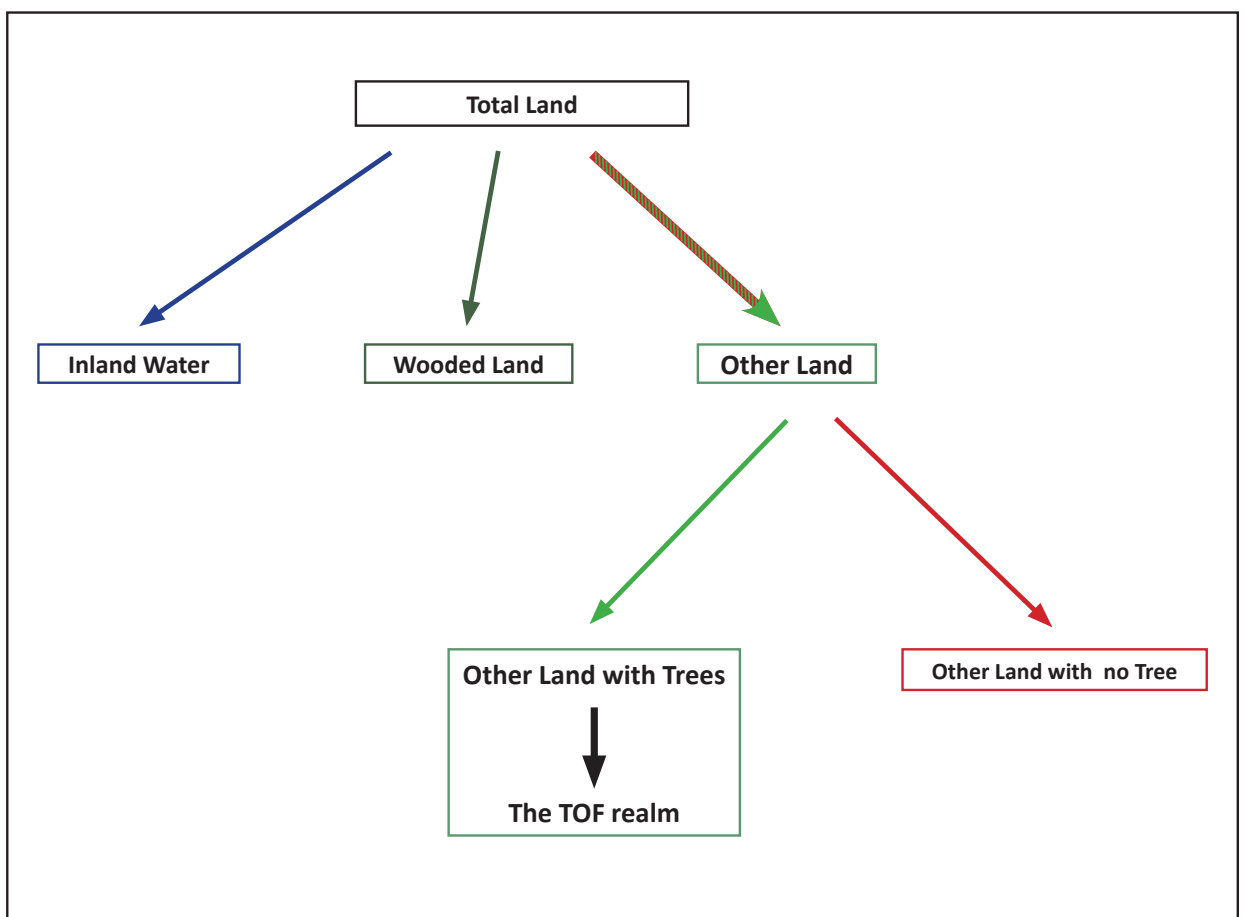 Total Land
Inland Water
Wooded Land
Other Land
Other Land with Trees
Other Land with no Tree
The TOF realm